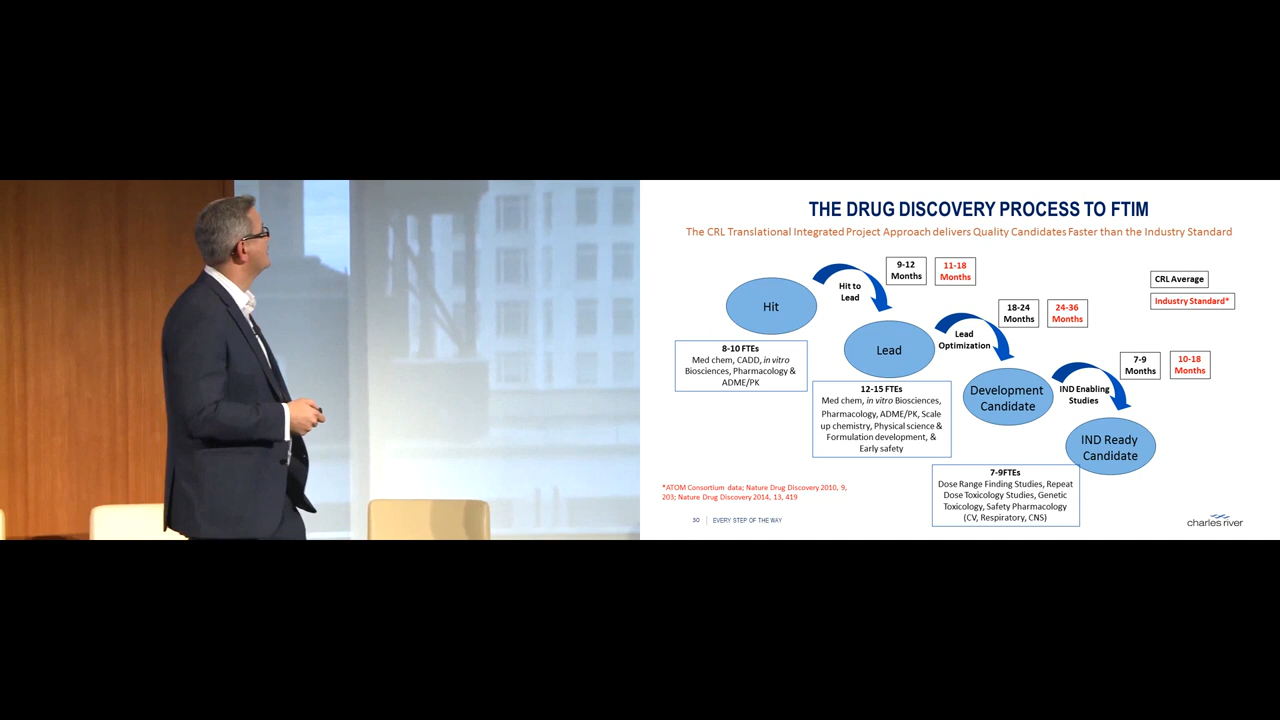 THE DRUG DISCOVERY PROCESS TO FTIM
The CRL Translational Integrated Project Approach delivers Quality Candidates Faster than the Industry Standard
9-12
Months
11-18
Months
CRL Average
Industry Standard*
Hit to
Lead
Hit
18-24
Months
24-36
Months
Lead
Optimization
Lead
8-10 FTEs
Med chem, CADD, in vitro
Biosciences, Pharmacology &
ADME/PK
7-9
Months
10-18
Months
12-15 FTEs
Med chem, in vitro Biosciences,
Pharmacology, ADME/PK, Scale
up chemistry, Physical science &
Formulation development, &
Early safety
Development
Candidate
IND Enabling
Studies
IND Ready
Candidate
7-9FTEs
Dose Range Finding Studies, Repeat
Dose Toxicology Studies, Genetic
Toxicology, Safety Pharmacology
(CV, Respiratory, CNS)
*ATOM Consortium data; Nature Drug Discovery 2010, 9,
203; Nature Drug Discovery 2014, 13, 419
30 | EVERY STEP OF THE WAY
charles river